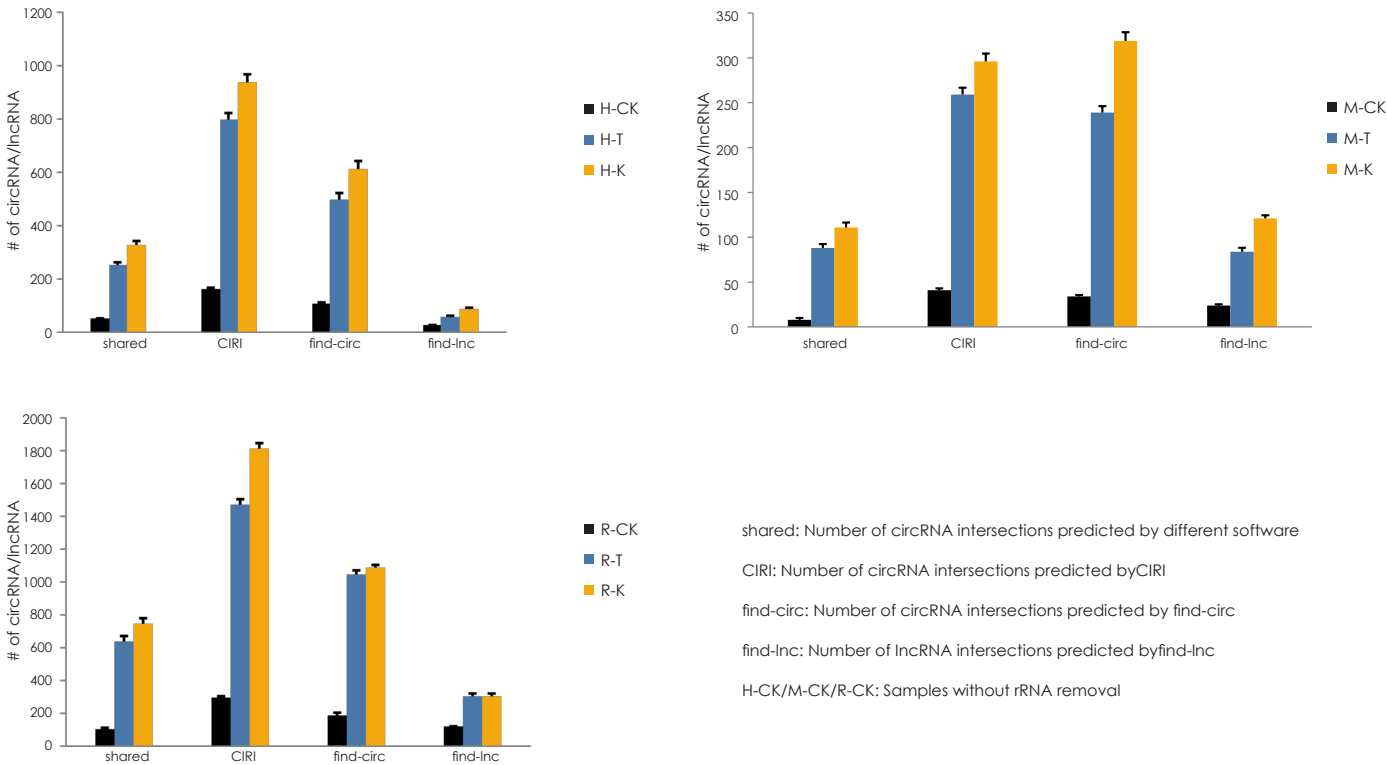 1200
1000
800
600
400
200
0
# of circRNA/lncRNA
shared
CIRI
find-circ
find-lnc
H-CK
H-T
H-K
350
300
250
200
150
100
50
0
# of circRNA/lncRNA
shared
CIRI
find-circ
find-lnc
M-CK
M-T
M-K
2000
1800
1600
1400
1200
1000
800
600
400
200
0
# of circRNA/lncRNA
shared
CIRI
find-circ
find-lnc
R-CK
R-T
R-K
shared: Number of circRNA intersections predicted by different software
CIRI: Number of circRNA intersections predicted byCIRI
find-circ: Number of circRNA intersections predicted by find-circ
find-lnc: Number of lncRNA intersections predicted byfind-lnc
H-CK/M-CK/R-CK: Samples without rRNA removal